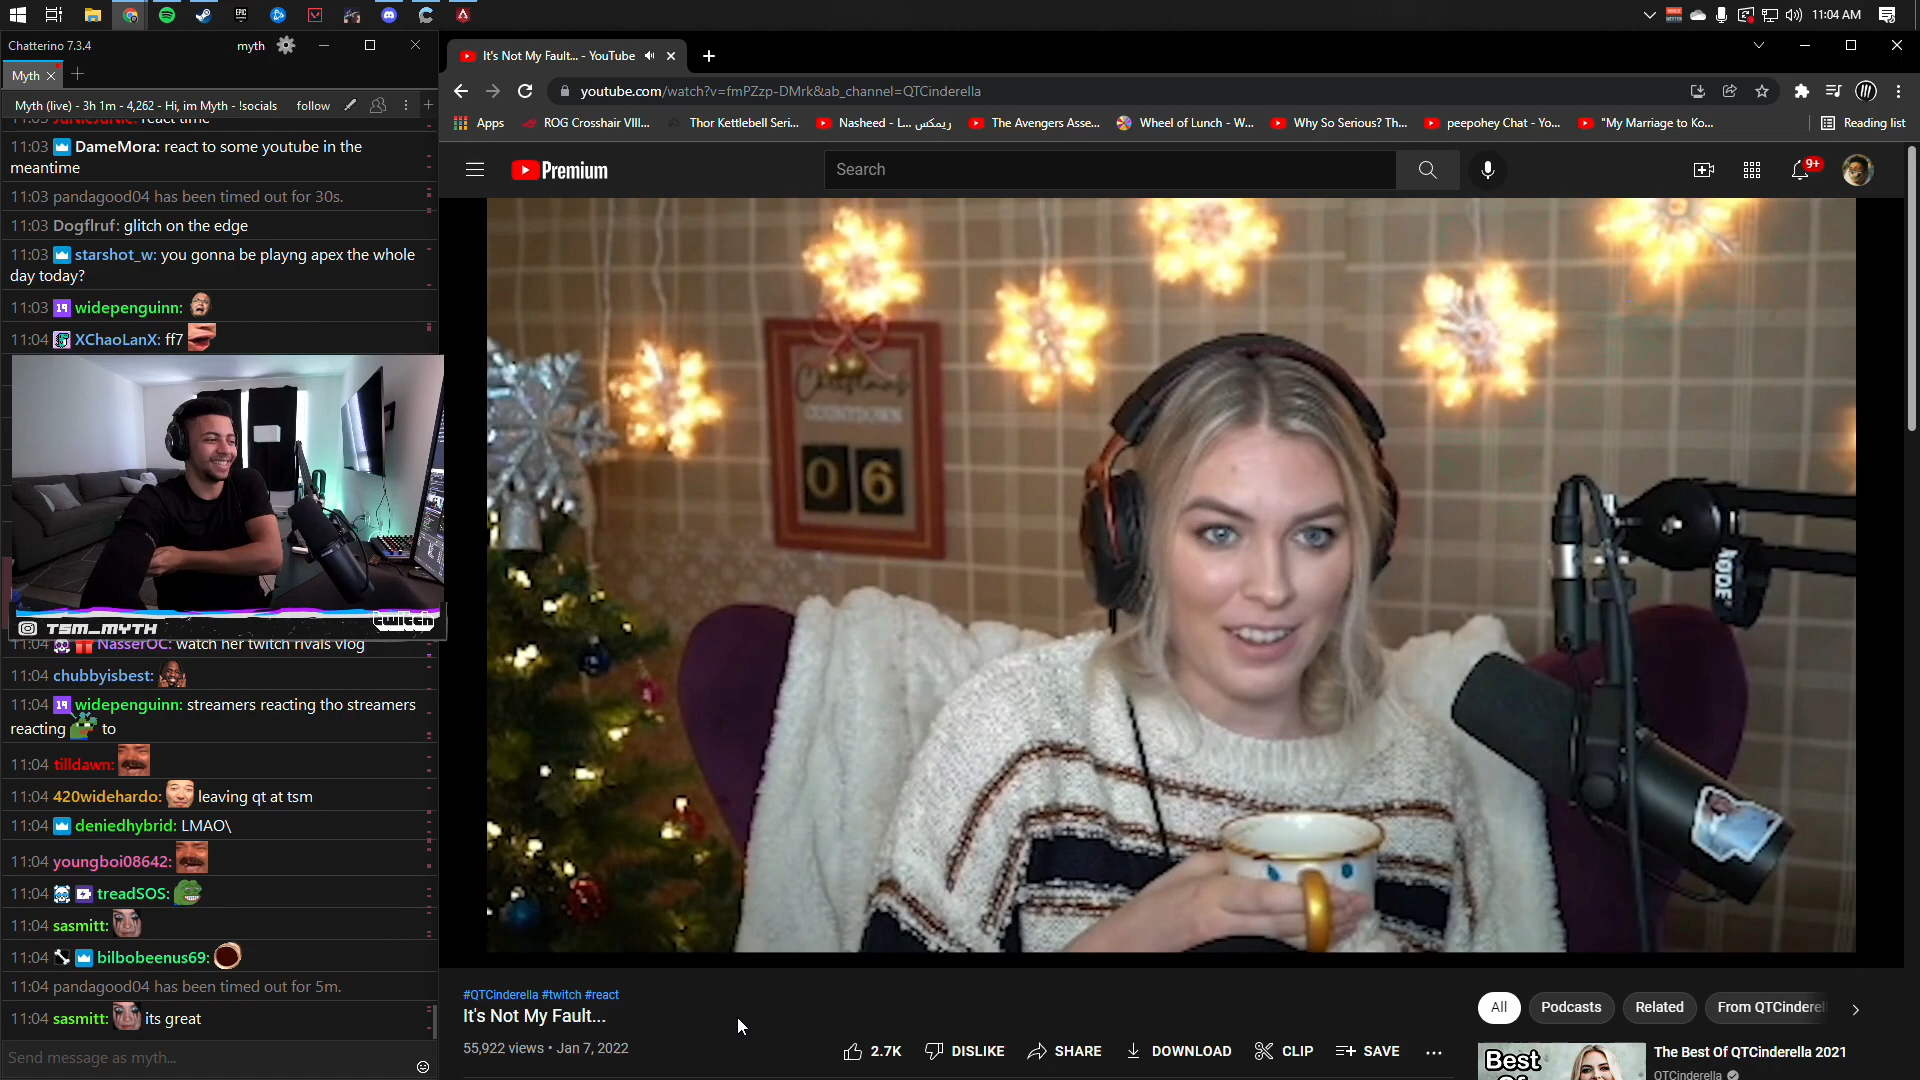 11:04 AM
Chatterino 7.3.4
myth
Myth
Myth (live) - 3h 1m - 4,262 - Hi, im Myth - !socials
follow
react time
11:03 DameMora: react to some youtube in the
meantime
11:03 pandagood04 has been timed out for 30s.
11:03 Dogflruf: glitch on the edge
11:03 starshot_w: you gonna be playng apex the whole
day today?
11:03 widepenguinn:
11:04 XChaoLanX: ff7
TSM_MYTH
twitch
11:04 NasserOC: watch her twitch rivals vlog
11:04 chubbyisbest:
11:04 widepenguinn: streamers reacting tho streamers
reacting to
11:04 tilldawn:
11:04 420widehardo: leaving qt at tsm
11:04 deniedhybrid: LMAO\
11:04 youngboi08642:
11:04 treadSOS:
11:04 sasmitt:
11:04 bilbobeenus69:
11:04 pandagood04 has been timed out for 5m.
11:04 sasmitt: its great
Send message as myth...
It's Not My Fault... - YouTube
youtube.com/watch?v=fmPZzp-DMrk&ab_channel=QTCinderella
Apps
ROG Crosshair VIII...
Thor Kettlebell Seri...
Nasheed - L... ريمكس
The Avengers Asse...
Wheel of Lunch - W...
Why So Serious? Th...
peepohey Chat - Yo...
"My Marriage to Ko...
Reading list
Premium
Search
9+
Christmas
COUNTDOWN
06
RØDE
#QTCinderella #twitch #react
It's Not My Fault...
55,922 views • Jan 7, 2022
2.7K
DISLIKE
SHARE
DOWNLOAD
CLIP
SAVE
All
Podcasts
Related
From QTCinderel
Best
The Best Of QTCinderella 2021
QTCinderella